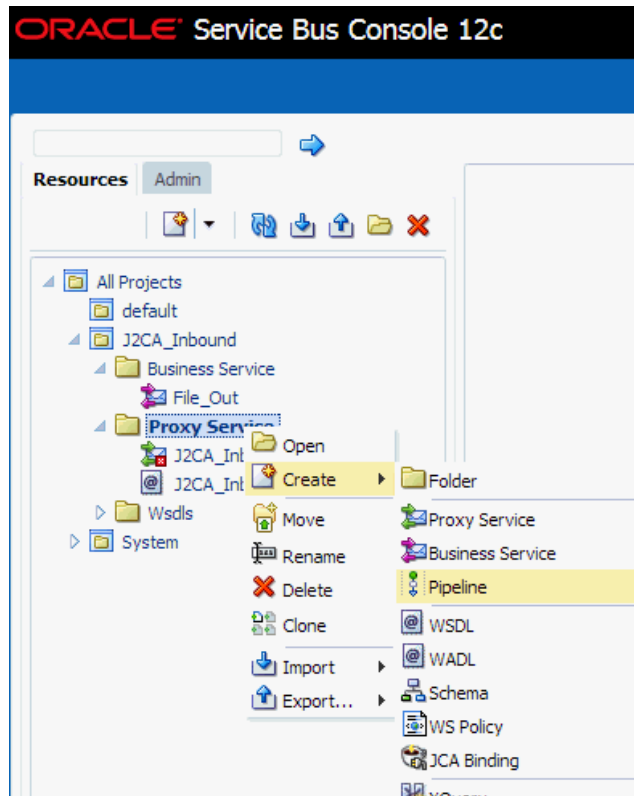 ORACLE Service Bus Console 12c
Resources Admin
All Projects
default
J2CA_Inbound
Business Service
File_Out
Proxy Service
J2CA_Inb
J2CA_Inb
Wsdls
System
Open
Create
Move
Rename
Delete
Clone
Import
Export...
Folder
Proxy Service
Business Service
Pipeline
WSDL
WADL
Schema
WS Policy
JCA Binding